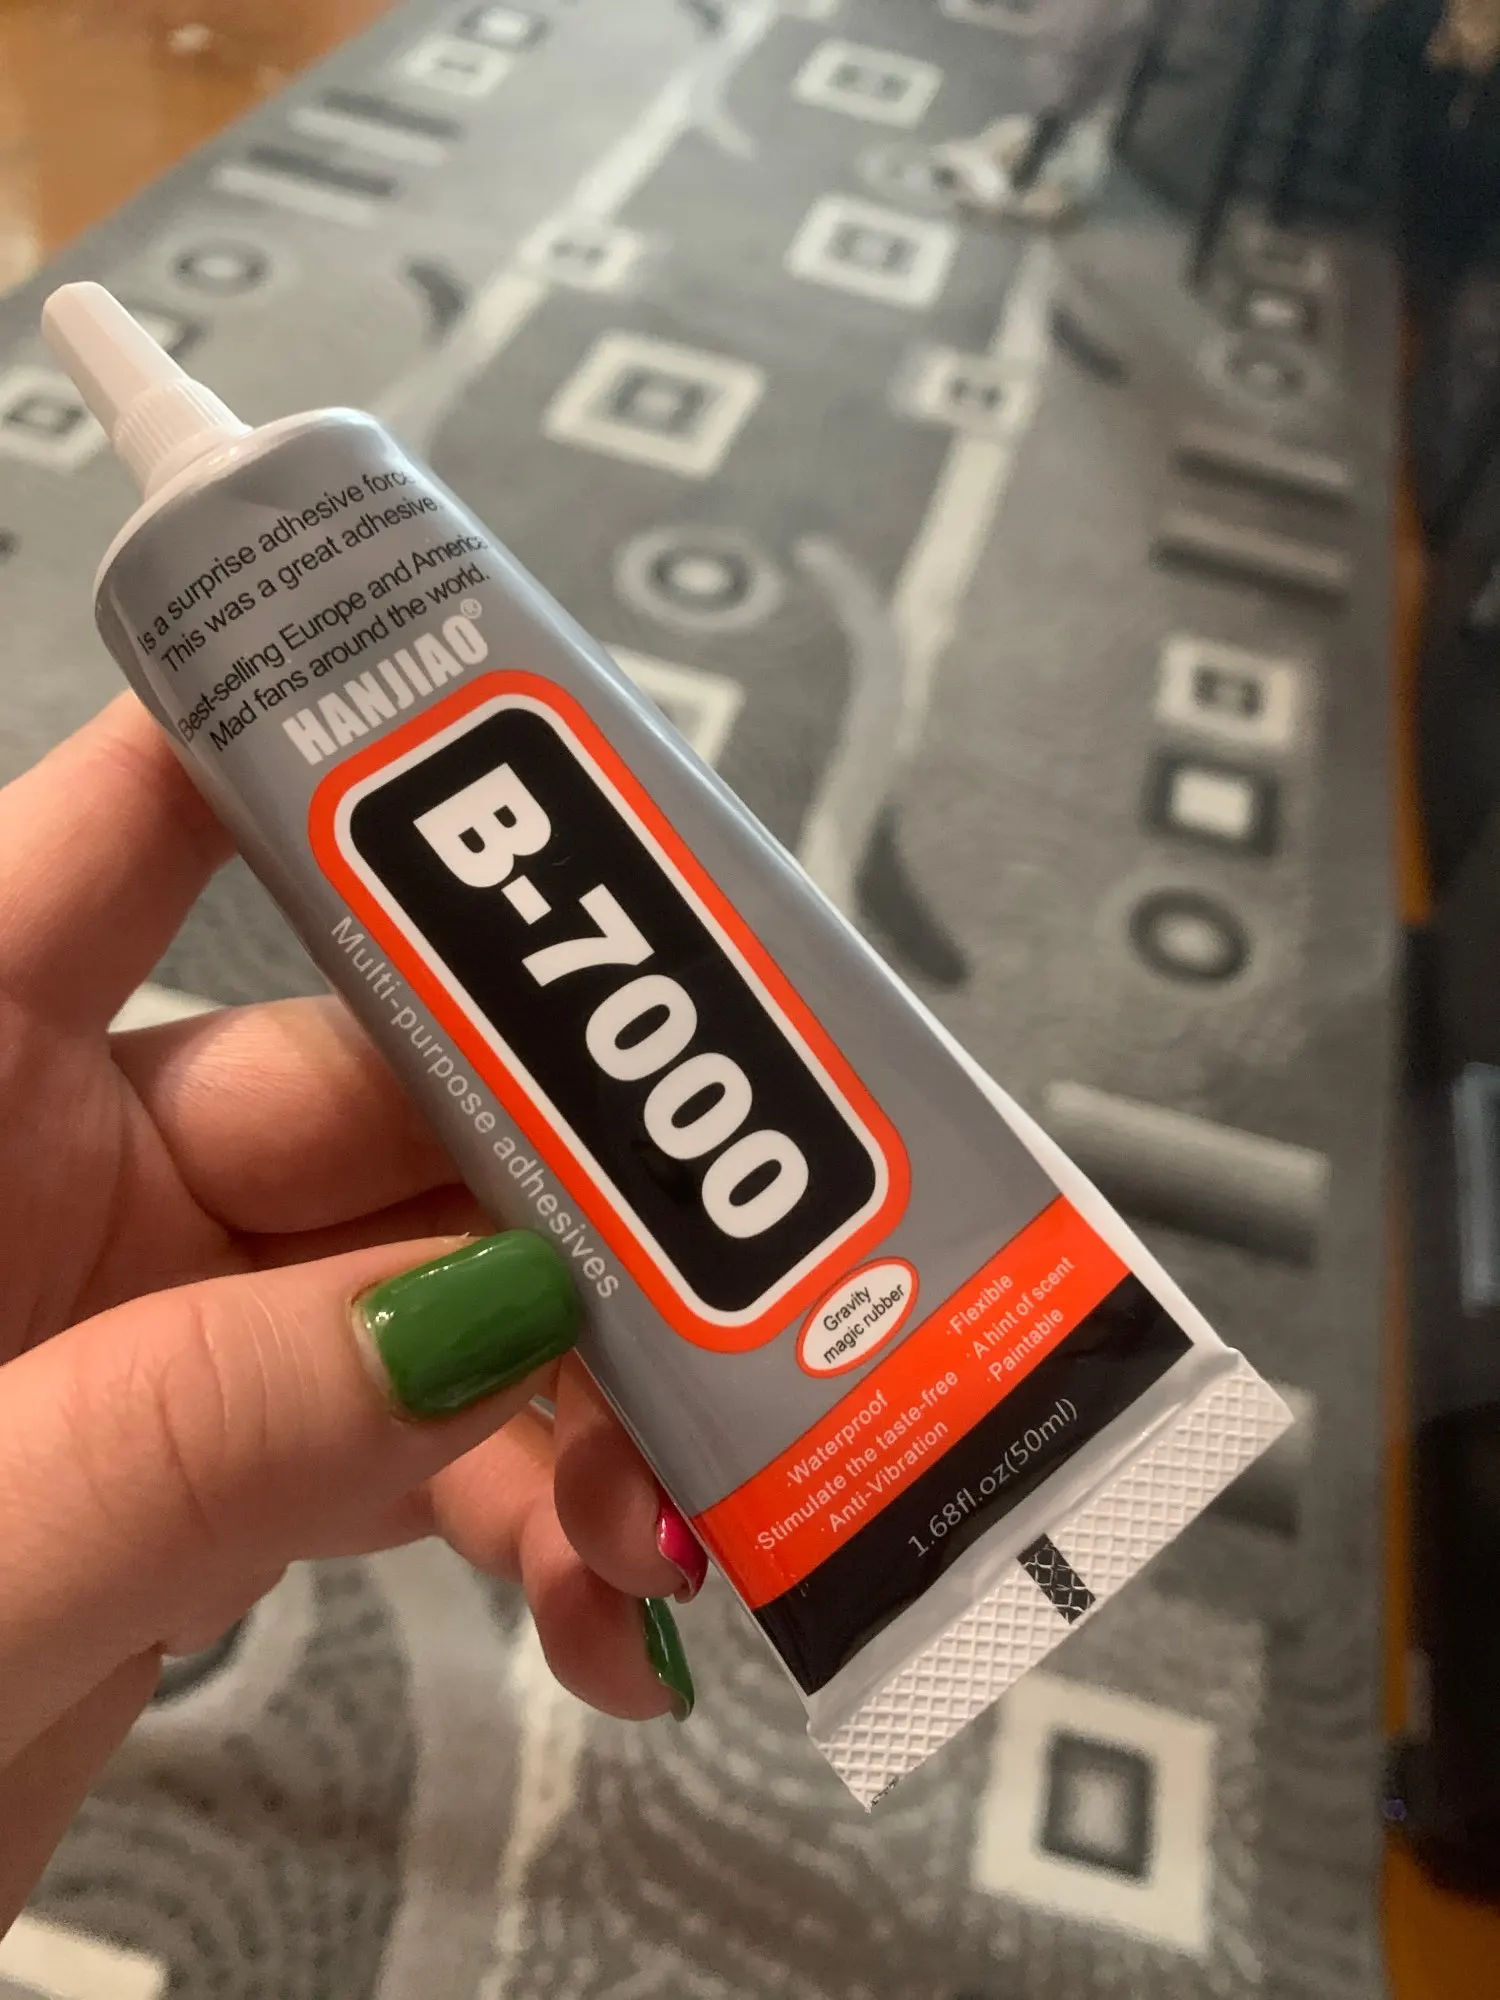 Is a surprise adhesive force
This was a great adhesive.
Best-selling Europe and America
Mad fans around the world.
HANJIAO®
B-7000
Multi-purpose adhesives
Gravity
magic rubber
·Waterproof
·Stimulate the taste-free
·Anti-Vibration
·Flexible
·A hint of scent
·Paintable
1.68fl.oz(50ml)